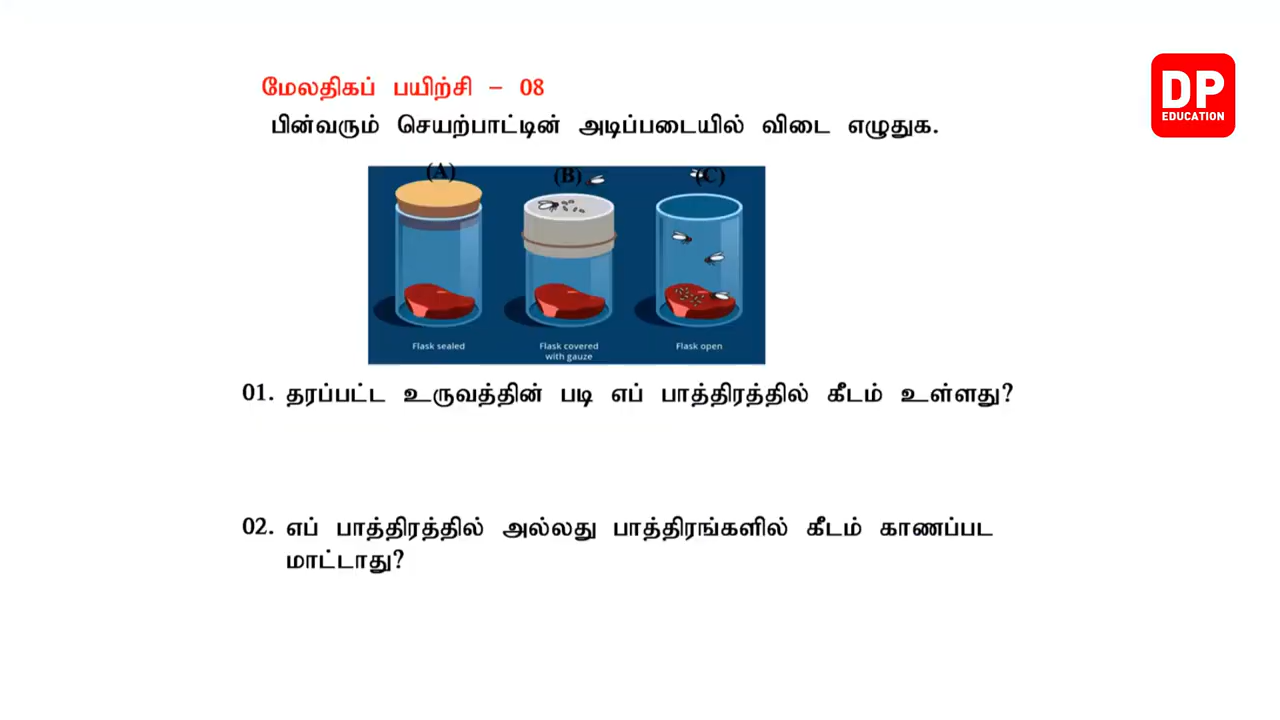 மேலதிகப் பயிற்சி – 08
DP
EDUCATION
பின்வரும் செயற்பாட்டின் அடிப்படையில் விடை எழுதுக.
(A) (B) (C)
Flask sealed
Flask covered
with gauze
Flask open
01. தரப்பட்ட உருவத்தின் படி எப் பாத்திரத்தில் கீடம் உள்ளது?
02. எப் பாத்திரத்தில் அல்லது பாத்திரங்களில் கீடம் காணப்பட
மாட்டாது?